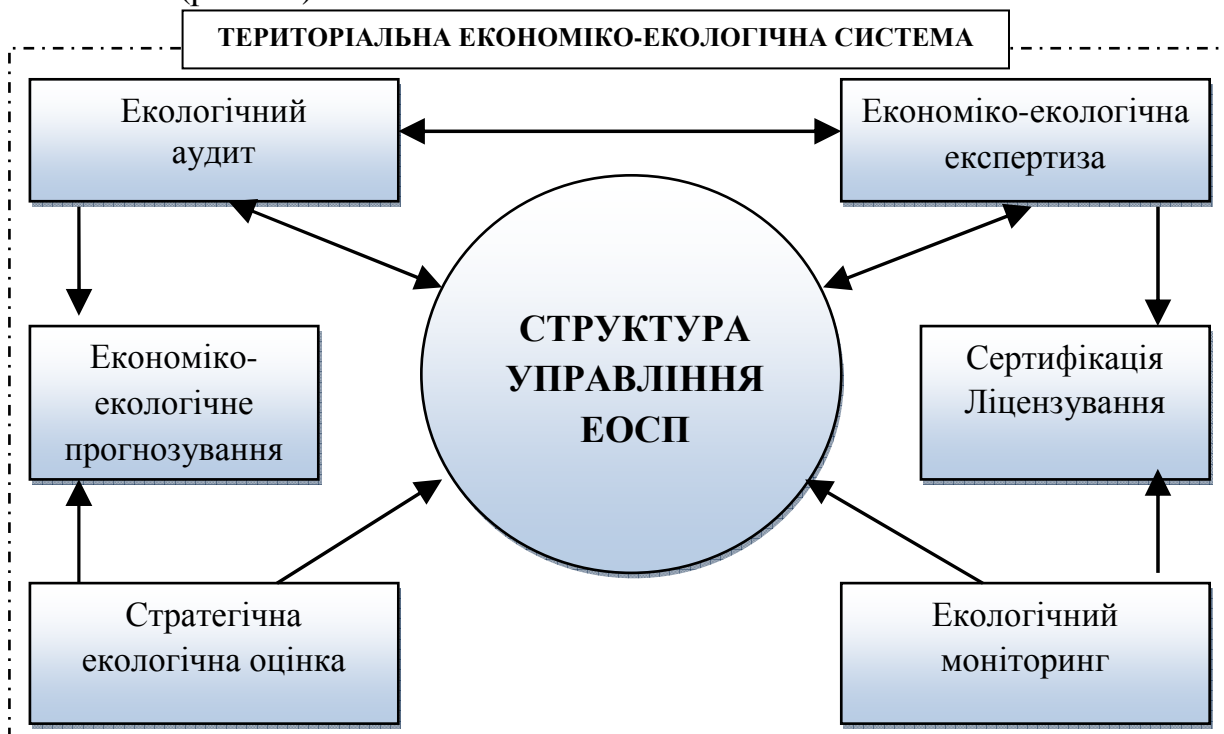 ТЕРИТОРІАЛЬНА ЕКОНОМІКО-ЕКОЛОГІЧНА СИСТЕМА
Екологічний
аудит
Економіко-екологічна
експертиза
СТРУКТУРА
УПРАВЛІННЯ
ЕОСП
Економіко-
екологічне
прогнозування
Сертифікація
Ліцензування
Стратегічна
екологічна оцінка
Екологічний
моніторинг